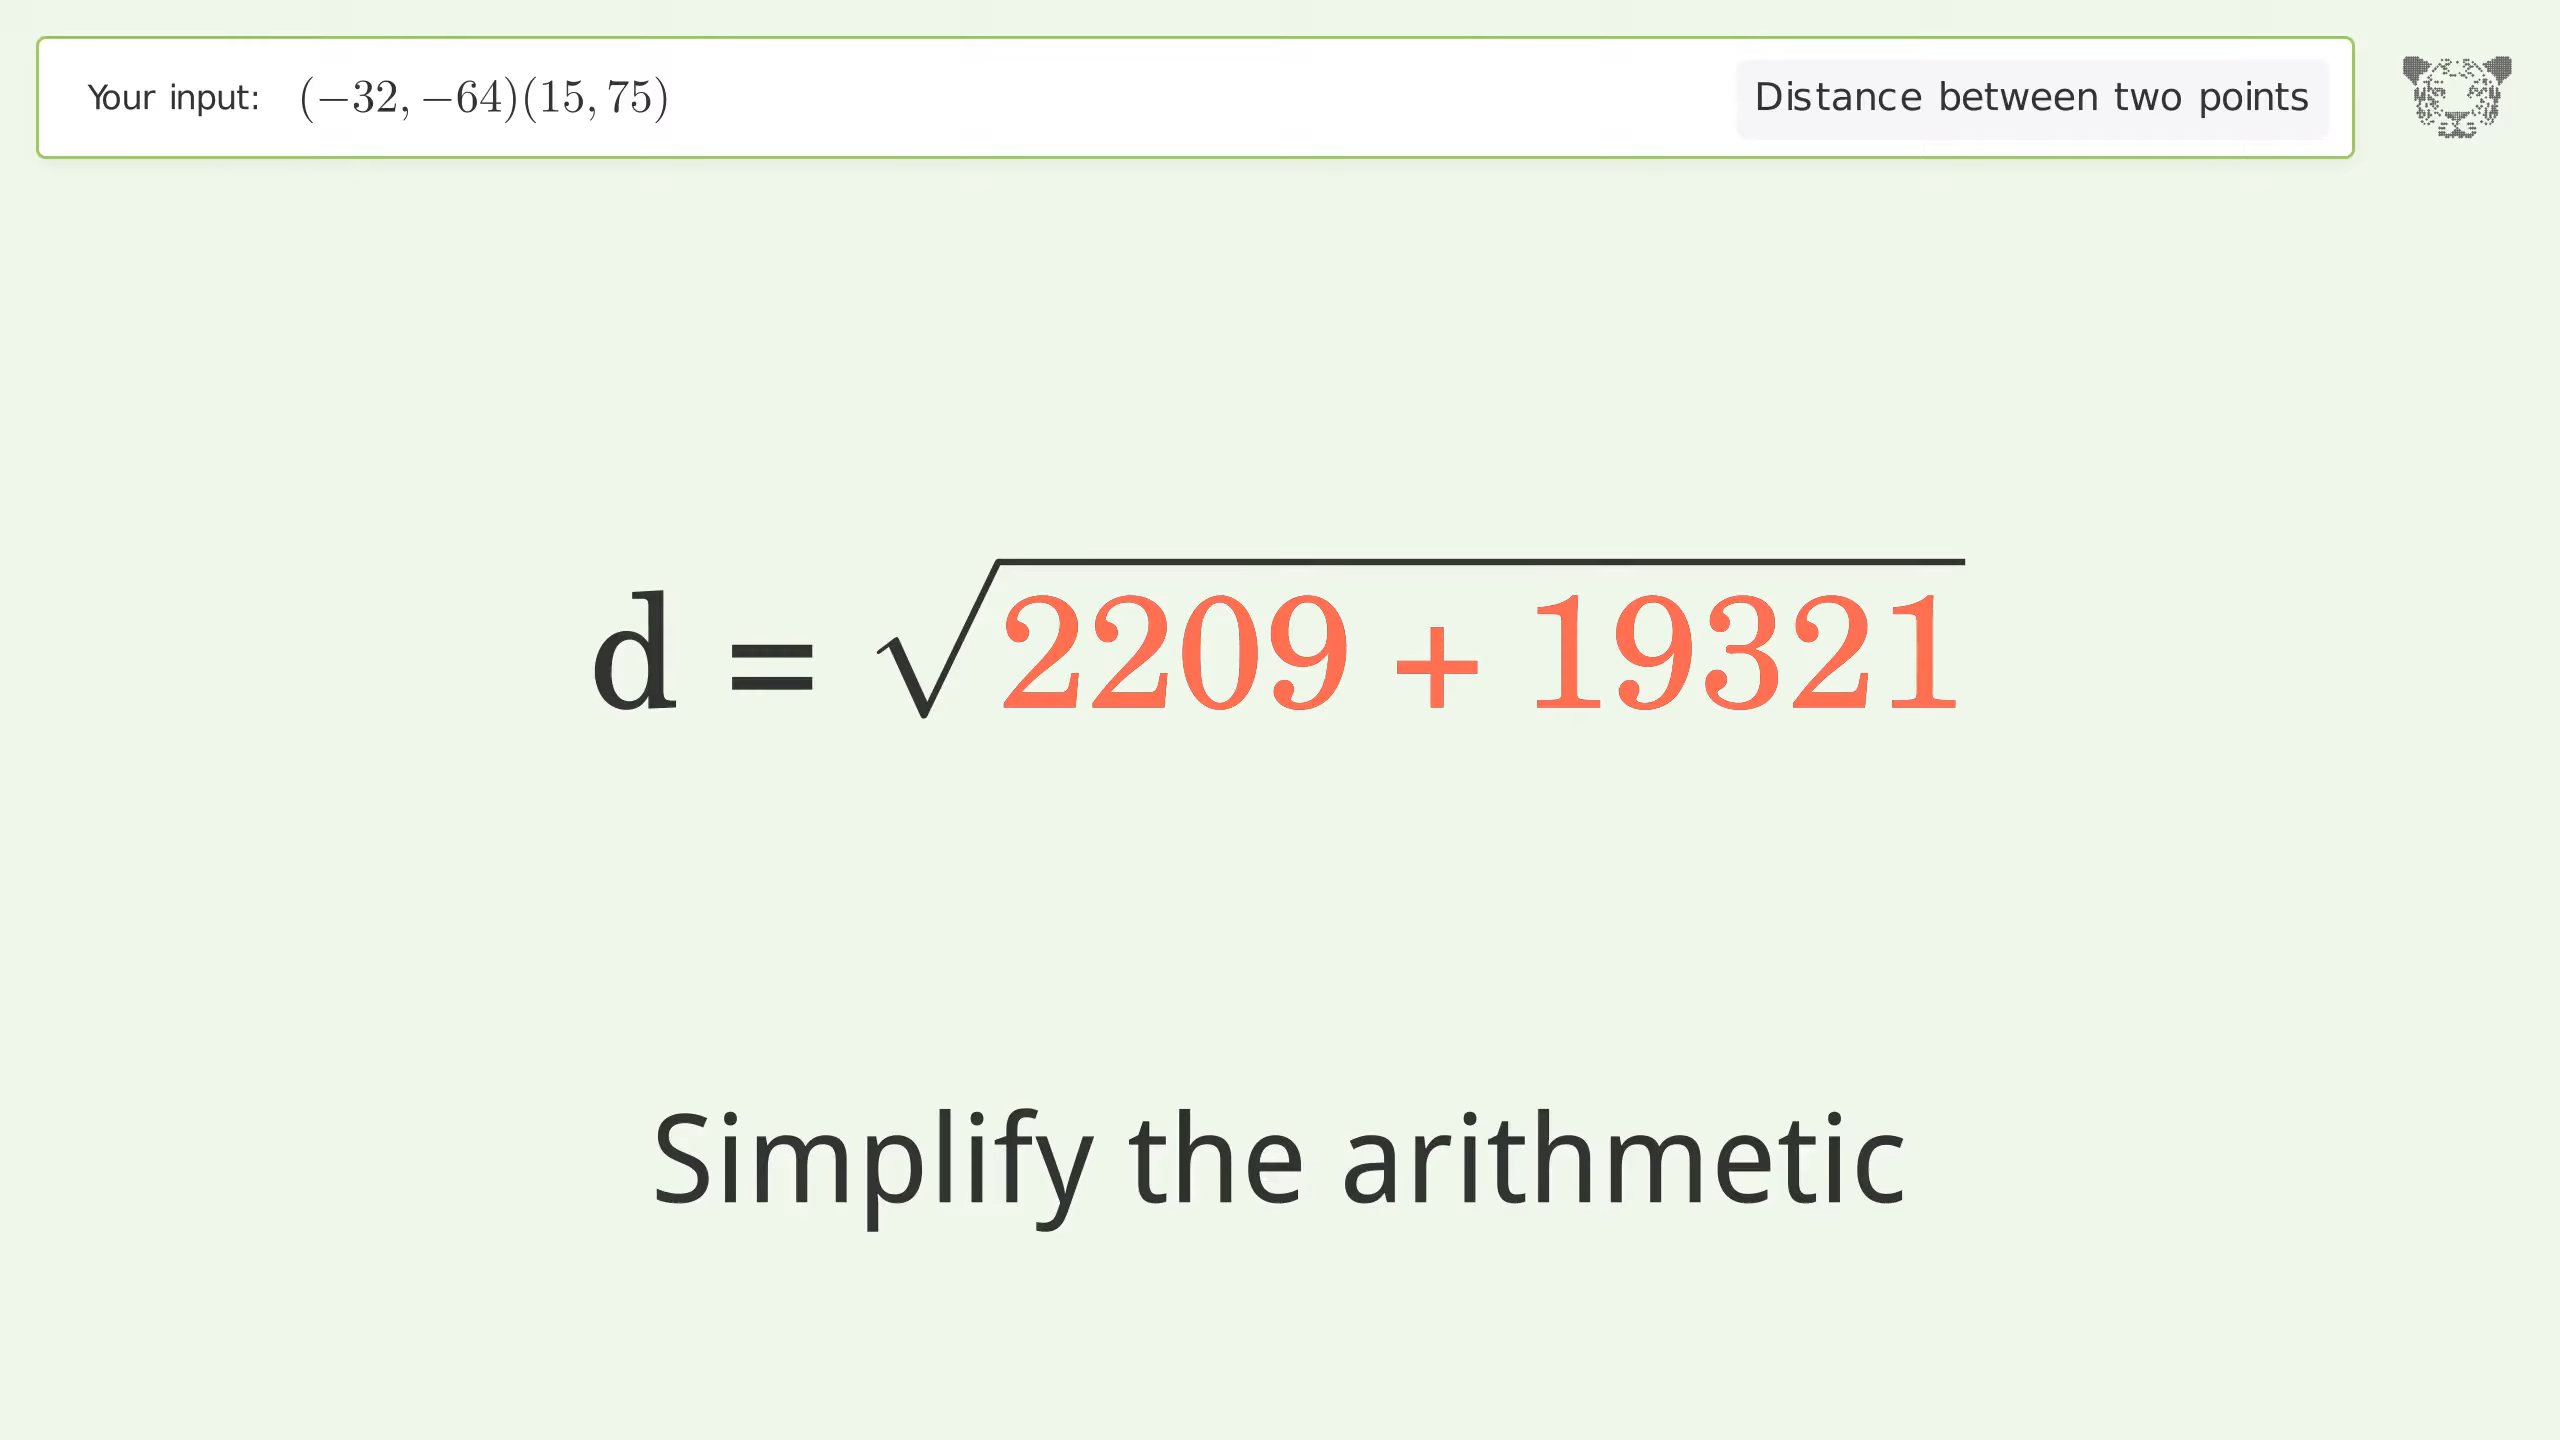 Your input: (−32, −64)(15, 75)
Distance between two points
d = √2209 + 19321
Simplify the arithmetic